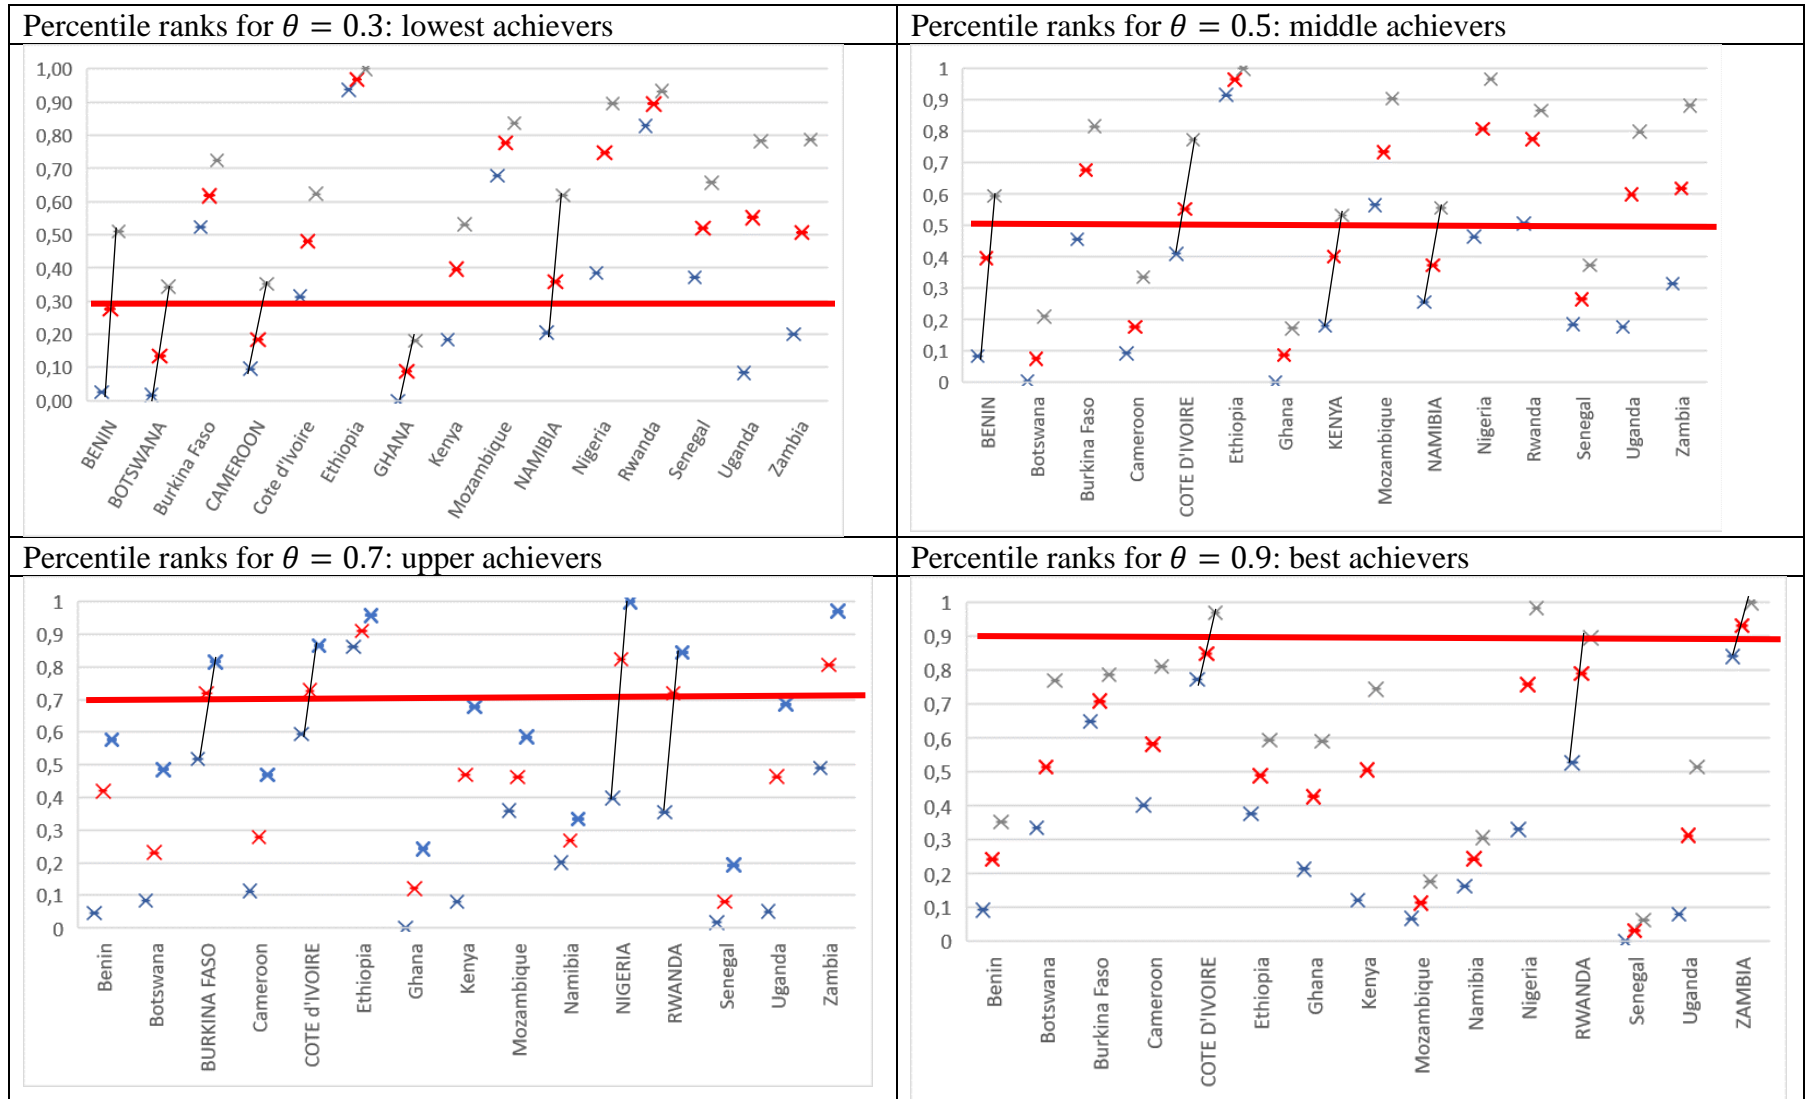 Percentile ranks for θ = 0.3: lowest achievers
1,00
0,90
0,80
0,70
0,60
0,50
0,40
0,30
0,20
0,10
0,00
BENIN
BOTSWANA
Burkina Faso
CAMEROON
Cote d'Ivoire
Ethiopia
GHANA
Kenya
Mozambique
NAMIBIA
Nigeria
Rwanda
Senegal
Uganda
Zambia
Percentile ranks for θ = 0.5: middle achievers
1
0,9
0,8
0,7
0,6
0,5
0,4
0,3
0,2
0,1
0
BENIN
Botswana
Burkina Faso
Cameroon
COTE D'IVOIRE
Ethiopia
Ghana
KENYA
Mozambique
NAMIBIA
Nigeria
Rwanda
Senegal
Uganda
Zambia
Percentile ranks for θ = 0.7: upper achievers
1
0,9
0,8
0,7
0,6
0,5
0,4
0,3
0,2
0,1
0
Benin
Botswana
BURKINA FASO
Cameroon
COTE d'IVOIRE
Ethiopia
Ghana
Kenya
Mozambique
Namibia
NIGERIA
RWANDA
Senegal
Uganda
Zambia
Percentile ranks for θ = 0.9: best achievers
1
0,9
0,8
0,7
0,6
0,5
0,4
0,3
0,2
0,1
0
Benin
Botswana
Burkina Faso
Cameroon
COTE D'IVOIRE
Ethiopia
Ghana
Kenya
Mozambique
Namibia
Nigeria
RWANDA
Senegal
Uganda
ZAMBIA